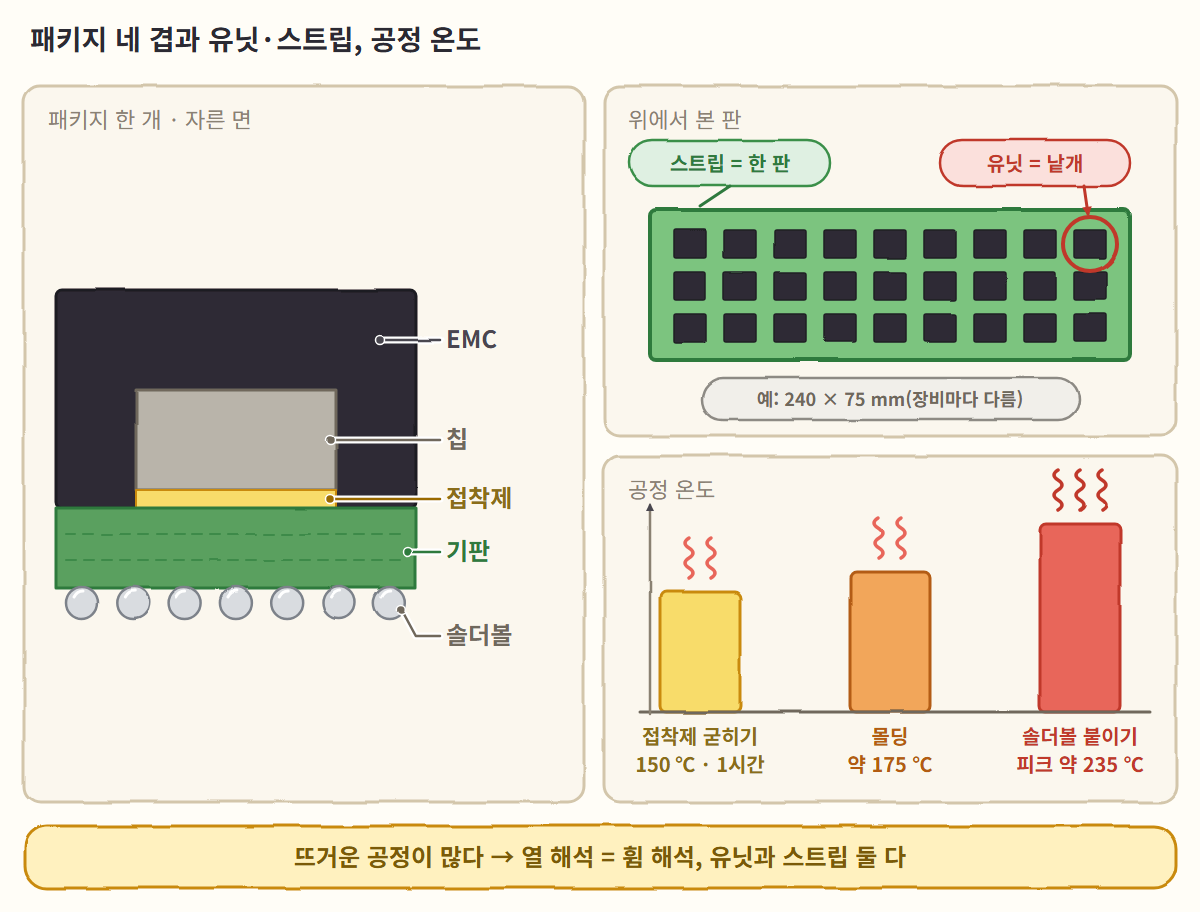 패키지 네 겹과 유닛·스트립, 공정 온도
패키지 한 개 · 자른 면
EMC
칩
접착제
기판
솔더볼
위에서 본 판
스트립 = 한 판
유닛 = 낱개
예: 240 × 75 mm(장비마다 다름)
공정 온도
접착제 굳히기
150 ℃ · 1시간
몰딩
약 175 ℃
솔더볼 붙이기
피크 약 235 ℃
뜨거운 공정이 많다 → 열 해석 = 휨 해석, 유닛과 스트립 둘 다